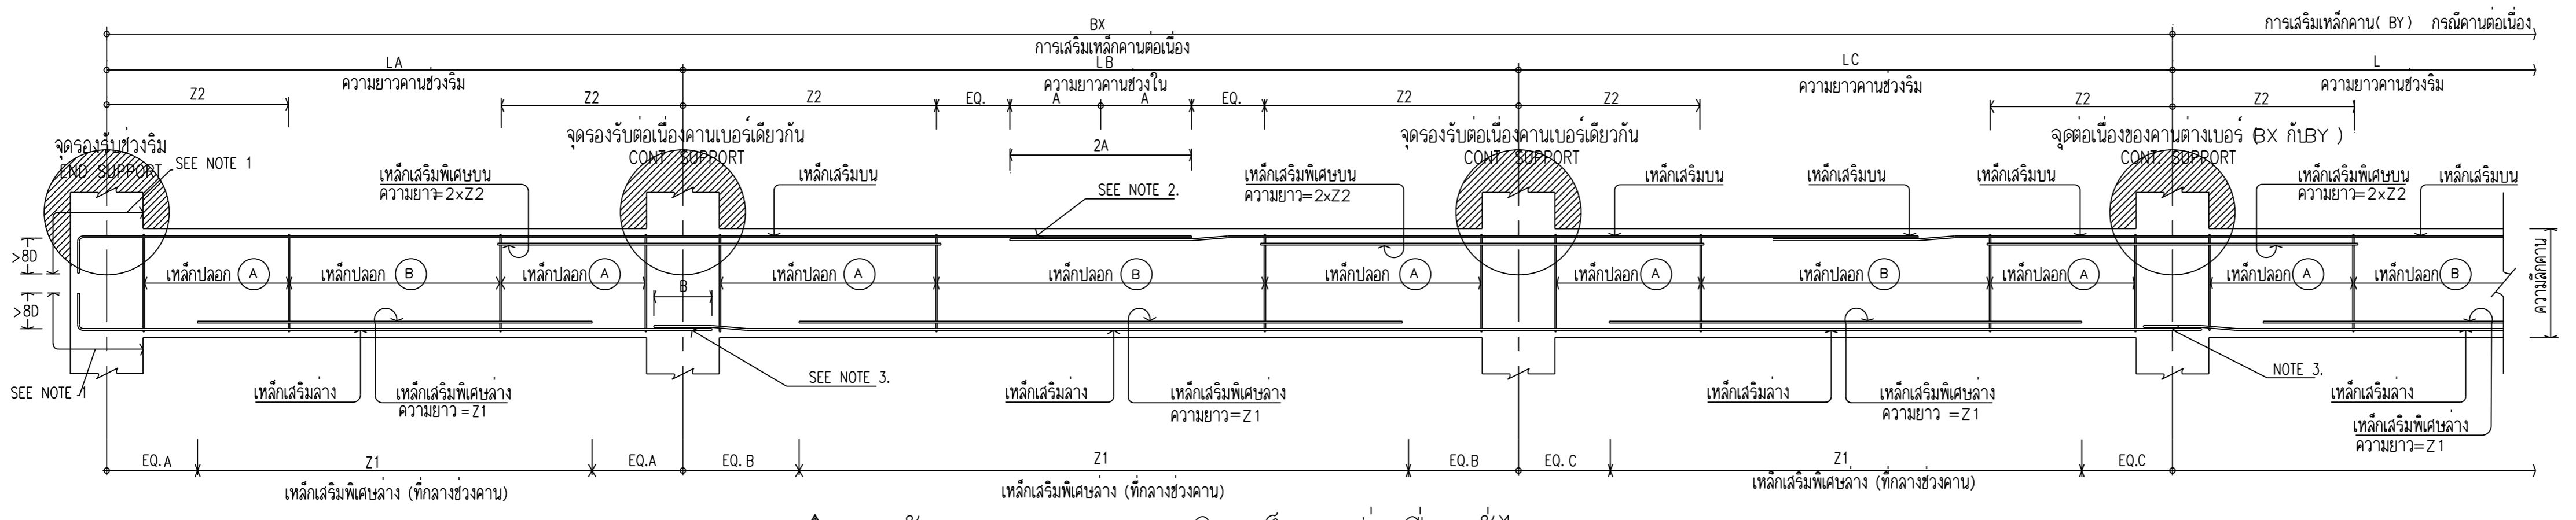 BX
การเสริมเหล็กคานต่อเนื่อง
การเสริมเหล็กคาน( BY) กรณีคานต่อเนื่อง
LA
ความยาวคานช่วงริม
LB
ความยาวคานช่วงใน
LC
ความยาวคานช่วงริม
L
ความยาวคานช่วงริม
Z2
Z2
Z2
EQ.
A
A
EQ.
Z2
Z2
Z2
Z2
2A
จุดรองรับช่วงริม
END SUPPORT
SEE NOTE 1
จุดรองรับต่อเนื่องคานเบอร์เดียวกัน
CONT. SUPPORT
จุดรองรับต่อเนื่องคานเบอร์เดียวกัน
CONT. SUPPORT
จุดต่อเนื่องของคานต่างเบอร์ (BX กับBY )
CONT. SUPPORT
เหล็กเสริมพิเศษบน
ความยาว=2xZ2
เหล็กเสริมบน
SEE NOTE 2.
เหล็กเสริมพิเศษบน
ความยาว=2xZ2
เหล็กเสริมบน
เหล็กเสริมบน
เหล็กเสริมบน
เหล็กเสริมพิเศษบน
ความยาว=2xZ2
เหล็กเสริมบน
>8D
>8D
เหล็กปลอก A
เหล็กปลอก B
เหล็กปลอก A
B
เหล็กปลอก A
เหล็กปลอก B
เหล็กปลอก A
เหล็กปลอก A
เหล็กปลอก B
เหล็กปลอก A
เหล็กปลอก A
เหล็กปลอก B
ความลึกคาน
SEE NOTE 1
เหล็กเสริมล่าง
เหล็กเสริมพิเศษล่าง
ความยาว =Z1
SEE NOTE 3.
เหล็กเสริมล่าง
เหล็กเสริมพิเศษล่าง
ความยาว=Z1
เหล็กเสริมล่าง
เหล็กเสริมพิเศษล่าง
ความยาว =Z1
NOTE 3.
เหล็กเสริมล่าง
เหล็กเสริมพิเศษล่าง
ความยาว=Z1
EQ.A
Z1
EQ.A
EQ. B
Z1
EQ.B
EQ. C
Z1
EQ.C
เหล็กเสริมพิเศษล่าง (ที่กลางช่วงคาน)
เหล็กเสริมพิเศษล่าง (ที่กลางช่วงคาน)
เหล็กเสริมพิเศษล่าง (ที่กลางช่วงคาน)